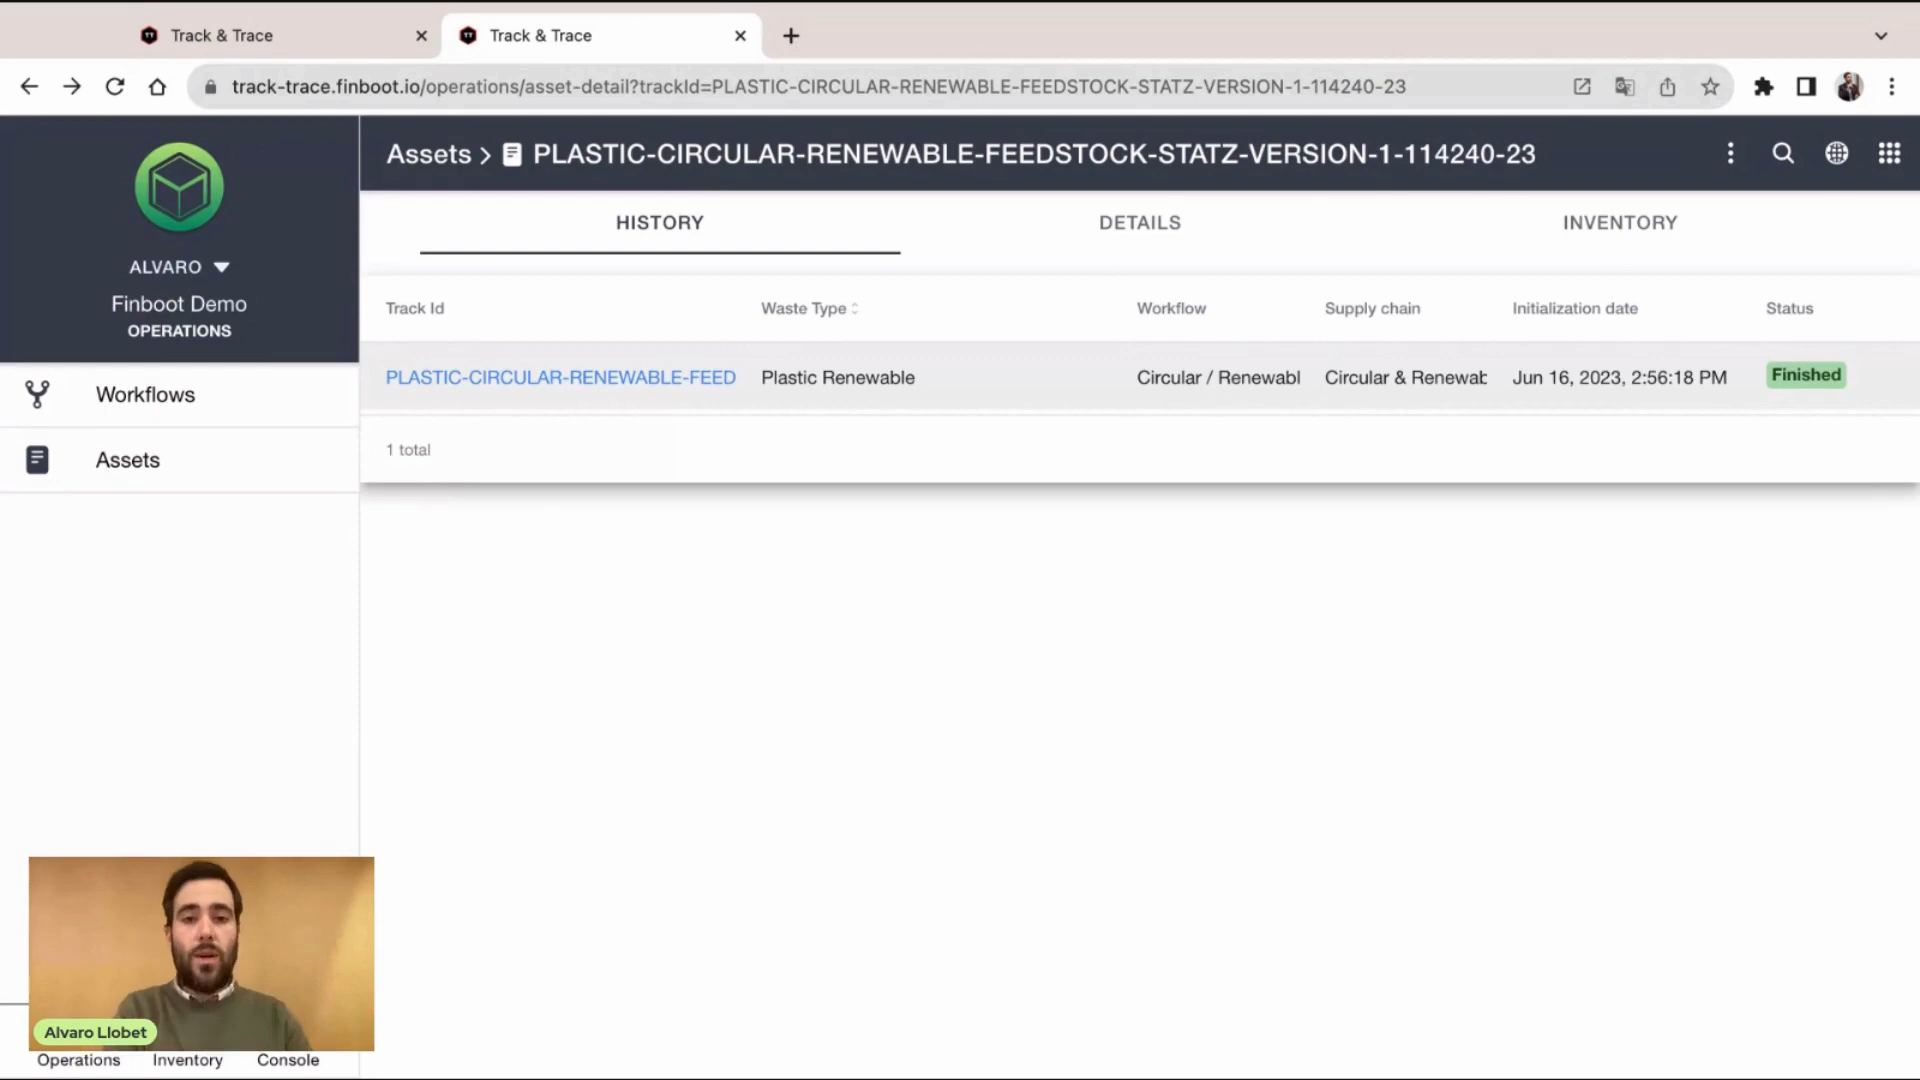 Track & Trace
Track & Trace
track-trace.finboot.io/operations/asset-detail?trackId=PLASTIC-CIRCULAR-RENEWABLE-FEEDSTOCK-STATZ-VERSION-1-114240-23
ALVARO
Finboot Demo
OPERATIONS
Workflows
Assets
Assets > PLASTIC-CIRCULAR-RENEWABLE-FEEDSTOCK-STATZ-VERSION-1-114240-23
HISTORY DETAILS INVENTORY
Track Id Waste Type Workflow Supply chain Initialization date Status
PLASTIC-CIRCULAR-RENEWABLE-FEED Plastic Renewable Circular / Renewabl Circular & Renewab Jun 16, 2023, 2:56:18 PM Finished
1 total
Alvaro Llobet
Operations Inventory Console